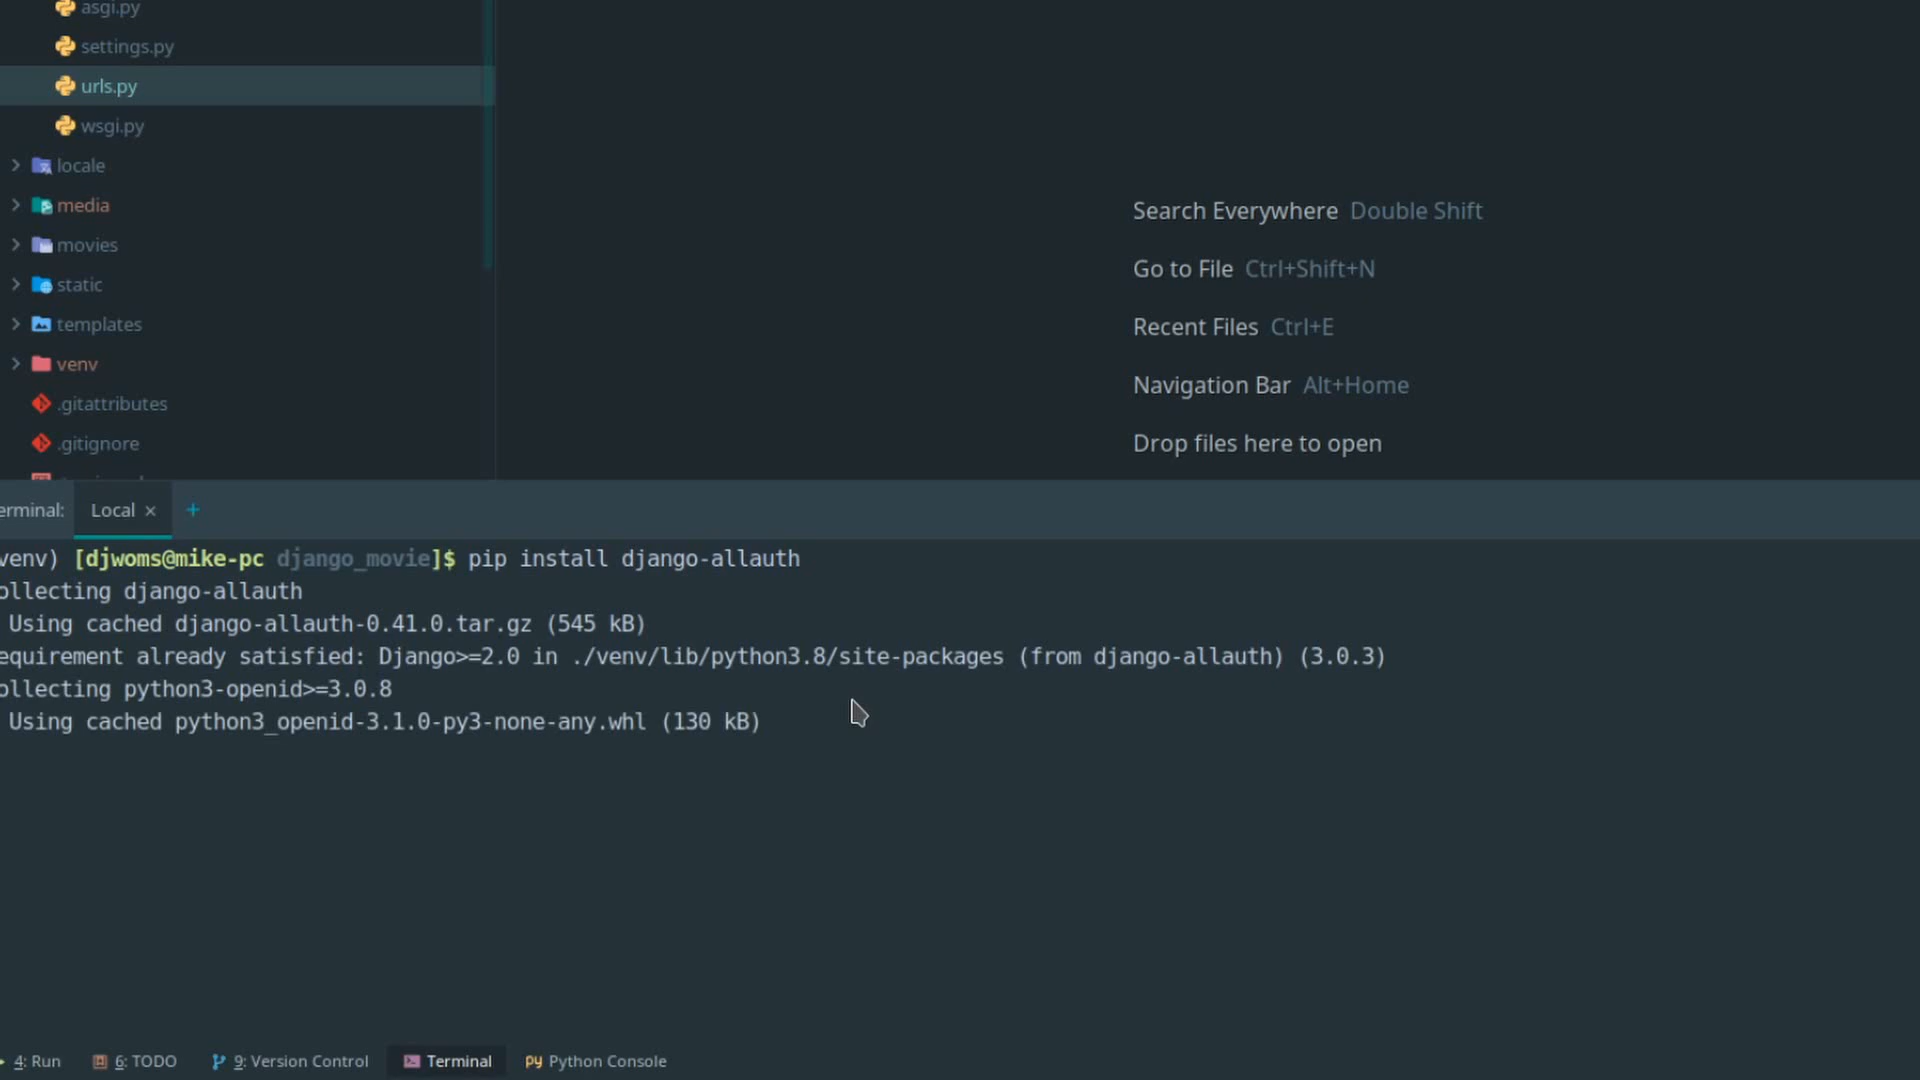 asgi.py
settings.py
urls.py
wsgi.py
locale
media
movies
static
templates
venv
.gitattributes
.gitignore
Search Everywhere Double Shift
Go to File Ctrl+Shift+N
Recent Files Ctrl+E
Navigation Bar Alt+Home
Drop files here to open
erminal: Local × +
venv) [djwoms@mike-pc django_movie]$ pip install django-allauth
ollecting django-allauth
Using cached django-allauth-0.41.0.tar.gz (545 kB)
equirement already satisfied: Django>=2.0 in ./venv/lib/python3.8/site-packages (from django-allauth) (3.0.3)
ollecting python3-openid>=3.0.8
Using cached python3_openid-3.1.0-py3-none-any.whl (130 kB)
4: Run 6: TODO 9: Version Control Terminal Python Console